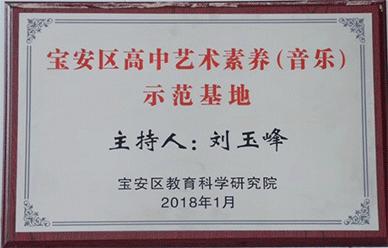 宝安区高中艺术素养(音乐)
示范基地
主持人:刘玉峰
宝安区教育科学研究院
2018年1月